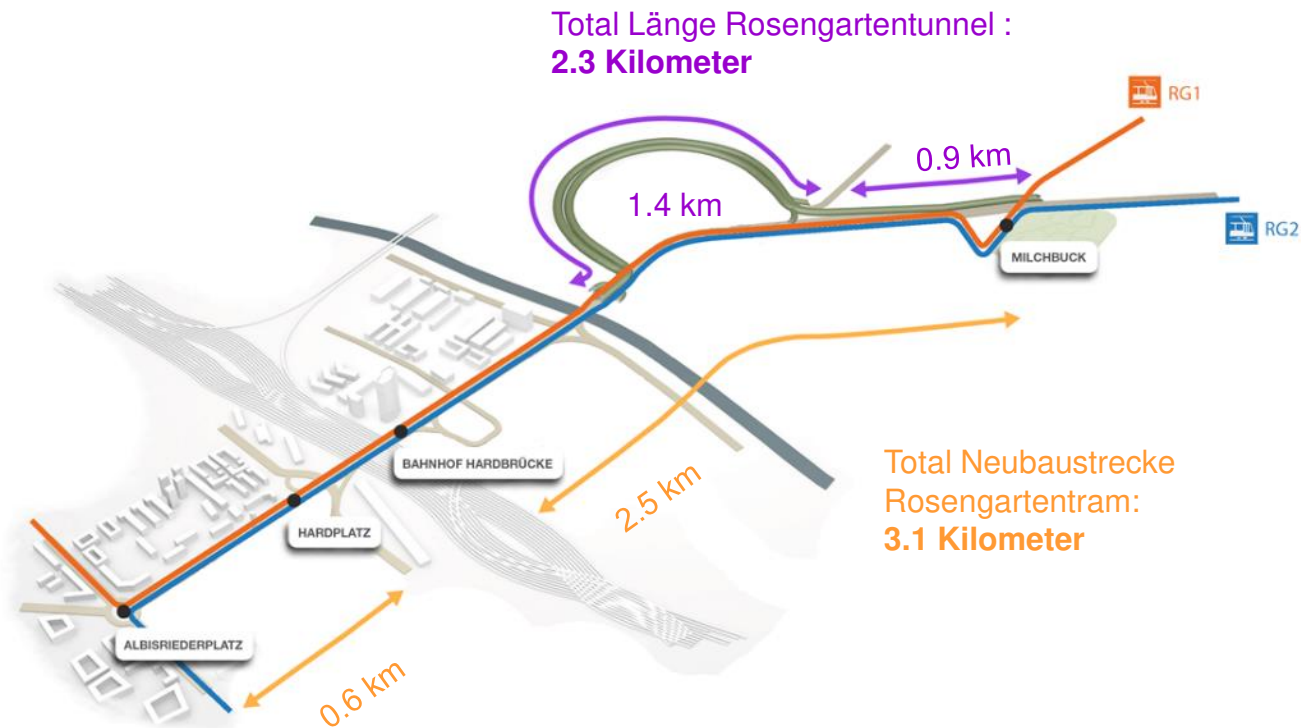 Total Länge Rosengartentunnel :
2.3 Kilometer
RG1
0.9 km
1.4 km
RG2
MILCHBUCK
BAHNHOF HARDBRÜCKE
2.5 km
Total Neubaustrecke
Rosengartentram:
3.1 Kilometer
HARDPLATZ
ALBISRIEDERPLATZ
0.6 km